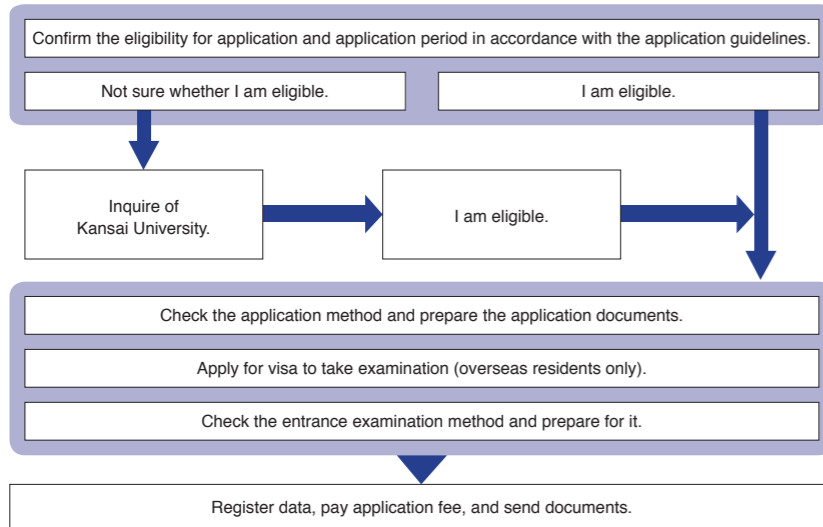 Confirm the eligibility for application and application period in accordance with the application guidelines.
Not sure whether I am eligible.
I am eligible.
Inquire of
Kansai University.
I am eligible.
Check the application method and prepare the application documents.
Apply for visa to take examination (overseas residents only).
Check the entrance examination method and prepare for it.
Register data, pay application fee, and send documents.